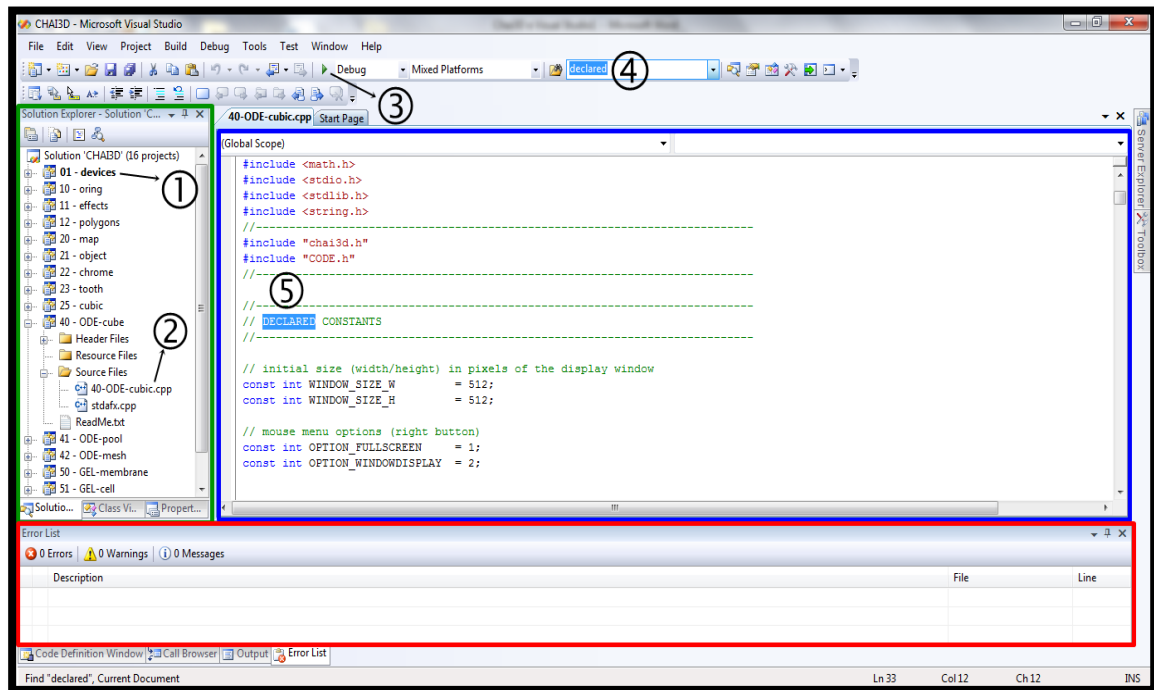 CHAI3D - Microsoft Visual Studio
File Edit View Project Build Debug Tools Test Window Help
Debug Mixed Platforms declared ④
③
Solution Explorer - Solution 'C...
40-ODE-cubic.cpp Start Page
(Global Scope)
Solution 'CHAI3D' (16 projects)
01 - devices
①
10 - oring
11 - effects
12 - polygons
20 - map
21 - object
22 - chrome
23 - tooth
25 - cubic
40 - ODE-cube
②
Header Files
Resource Files
Source Files
40-ODE-cubic.cpp
stdafx.cpp
ReadMe.txt
41 - ODE-pool
42 - ODE-mesh
50 - GEL-membrane
51 - GEL-cell
Solutio... Class Vi... Propert...
#include <math.h>
#include <stdio.h>
#include <stdlib.h>
#include <string.h>
//---------------------------------------------------------------------------
#include "chai3d.h"
#include "CODE.h"
//---------------------------------------------------------------------------
⑤
//---------------------------------------------------------------------------
// DECLARED CONSTANTS
//---------------------------------------------------------------------------
// initial size (width/height) in pixels of the display window
const int WINDOW_SIZE_W = 512;
const int WINDOW_SIZE_H = 512;
// mouse menu options (right button)
const int OPTION_FULLSCREEN = 1;
const int OPTION_WINDOWDISPLAY = 2;
Server Explorer
Toolbox
Error List
0 Errors 0 Warnings 0 Messages
Description File Line
Code Definition Window Call Browser Output Error List
Find "declared", Current Document Ln 33 Col 12 Ch 12 INS